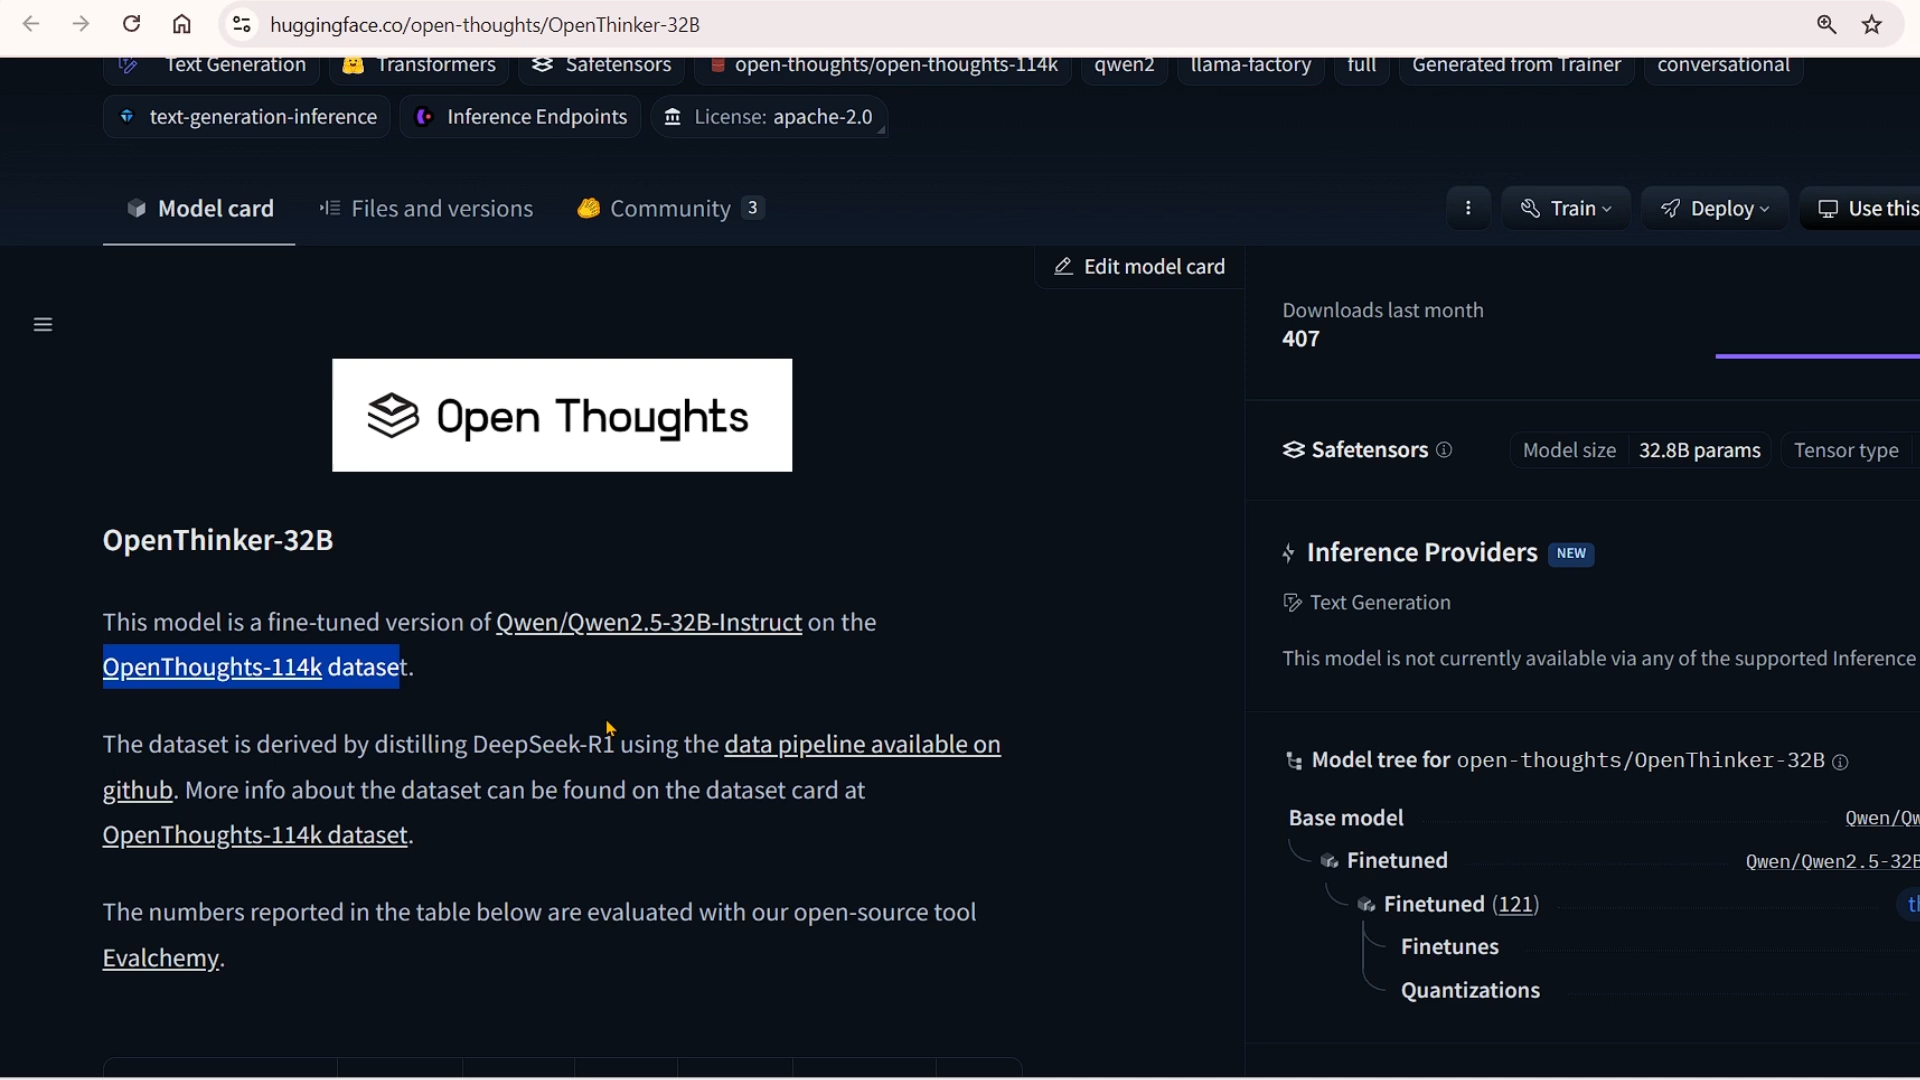 huggingface.co/open-thoughts/OpenThinker-32B
Text Generation Transformers Safetensors open-thoughts/open-thoughts-114k qwen2 llama-factory full Generated from Trainer conversational
text-generation-inference Inference Endpoints License: apache-2.0
Model card Files and versions Community 3 Train Deploy Use this
Edit model card
Open Thoughts
OpenThinker-32B
This model is a fine-tuned version of Qwen/Qwen2.5-32B-Instruct on the
OpenThoughts-114k dataset.
The dataset is derived by distilling DeepSeek-R1 using the data pipeline available on
github. More info about the dataset can be found on the dataset card at
OpenThoughts-114k dataset.
The numbers reported in the table below are evaluated with our open-source tool
Evalchemy.
Downloads last month
407
Safetensors Model size 32.8B params Tensor type
Inference Providers NEW
Text Generation
This model is not currently available via any of the supported Inference
Model tree for open-thoughts/OpenThinker-32B
Base model Qwen/Qw
Finetuned Qwen/Qwen2.5-32B
Finetuned (121) th
Finetunes
Quantizations